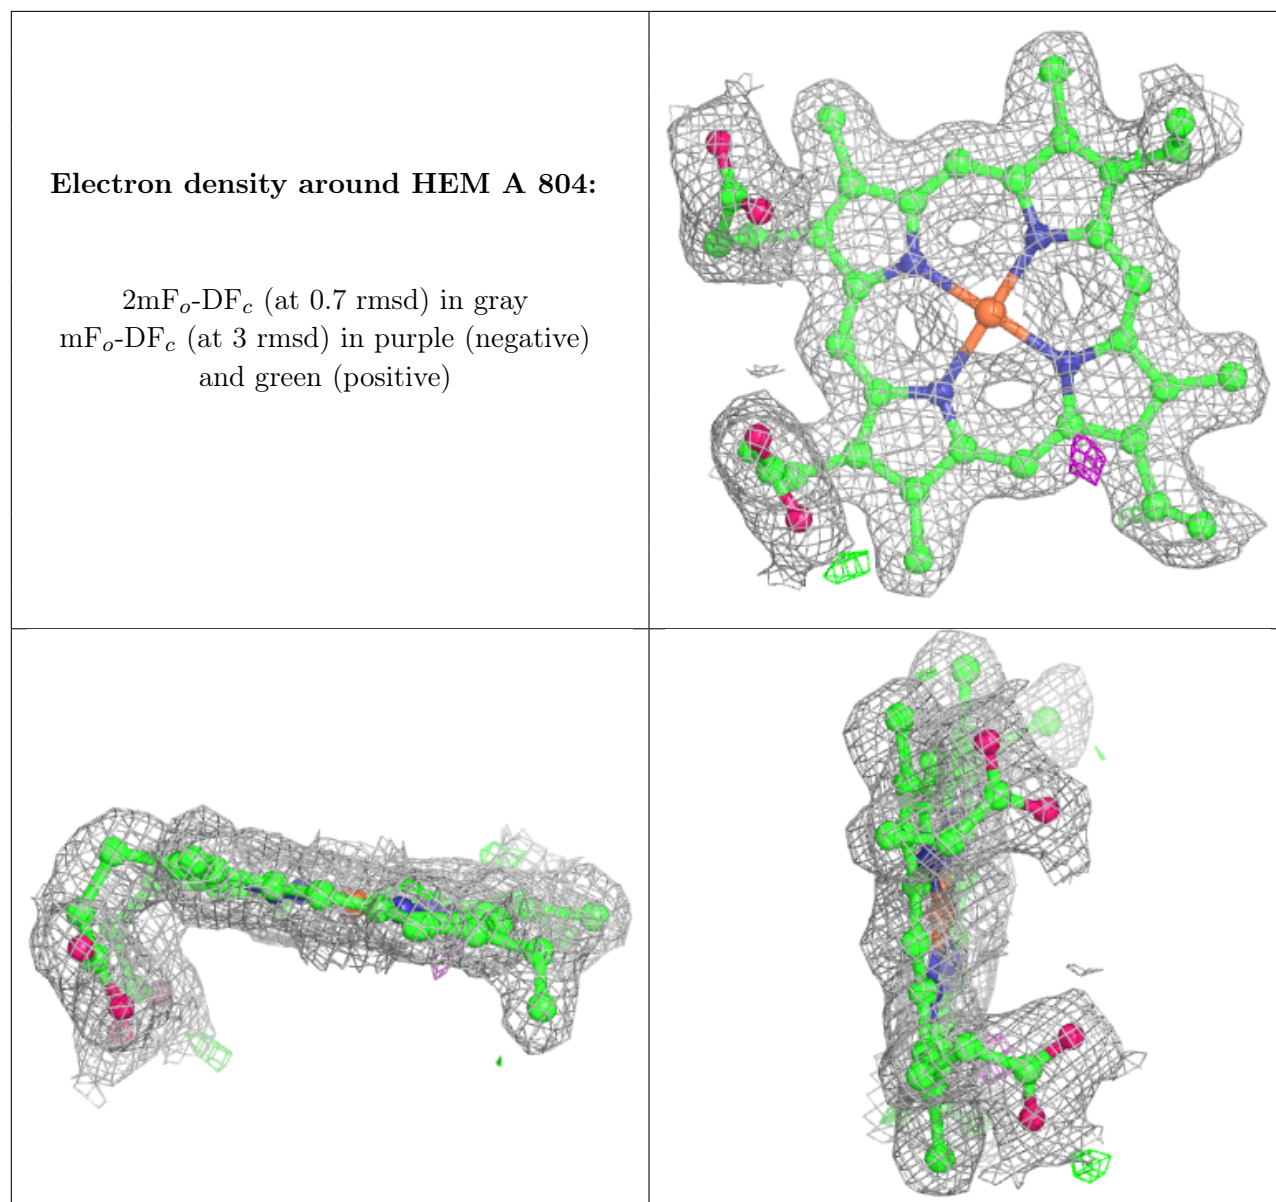 Electron density around HEM A 804:
2mFo-DFc (at 0.7 rmsd) in gray
mFo-DFc (at 3 rmsd) in purple (negative)
and green (positive)